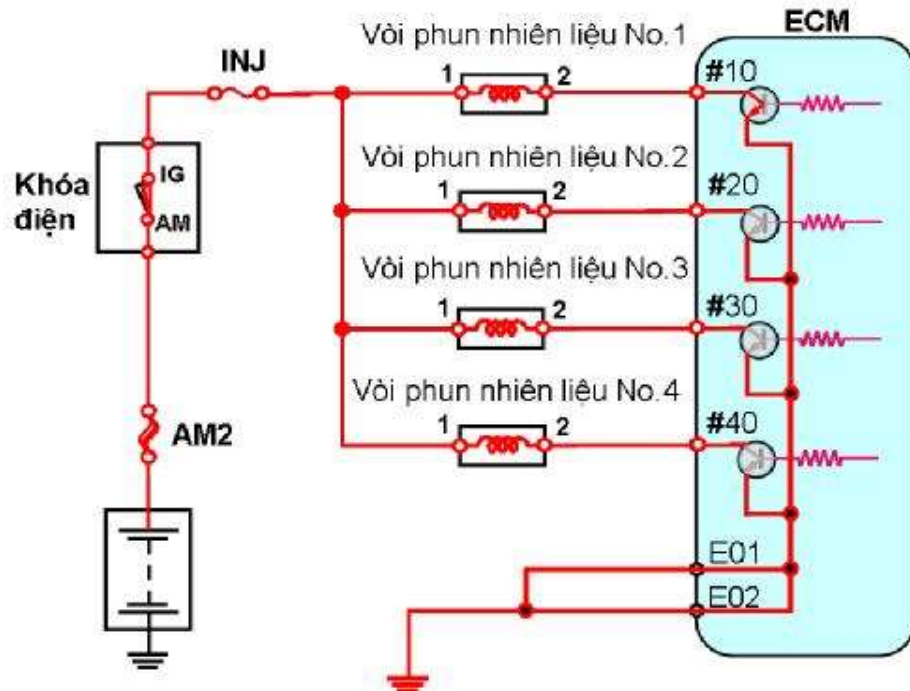 ECM
Vòi phun nhiên liệu No.1
INJ
1 2
#10
Vòi phun nhiên liệu No.2
Khóa
điện
IG
AM
1 2
#20
Vòi phun nhiên liệu No.3
1 2
#30
Vòi phun nhiên liệu No.4
AM2
1 2
#40
E01
E02